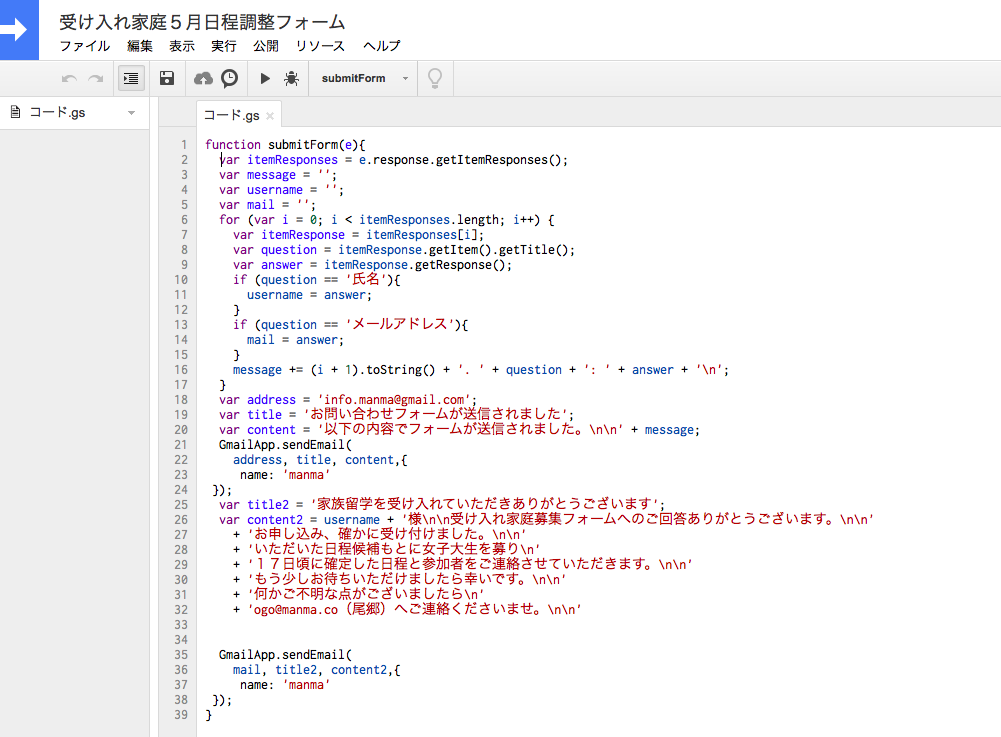 受け入れ家庭５月日程調整フォーム
ファイル 編集 表示 実行 公開 リソース ヘルプ
submitForm
コード.gs
コード.gs ×
1 function submitForm(e){
2 var itemResponses = e.response.getItemResponses();
3 var message = '';
4 var username = '';
5 var mail = '';
6 for (var i = 0; i < itemResponses.length; i++) {
7 var itemResponse = itemResponses[i];
8 var question = itemResponse.getItem().getTitle();
9 var answer = itemResponse.getResponse();
10 if (question == '氏名'){
11 username = answer;
12 }
13 if (question == 'メールアドレス'){
14 mail = answer;
15 }
16 message += (i + 1).toString() + '. ' + question + ': ' + answer + '\n';
17 }
18 var address = 'info.manma@gmail.com';
19 var title = 'お問い合わせフォームが送信されました';
20 var content = '以下の内容でフォームが送信されました。\n\n' + message;
21 GmailApp.sendEmail(
22 address, title, content,{
23 name: 'manma'
24 });
25 var title2 = '家族留学を受け入れていただきありがとうございます';
26 var content2 = username + '様\n\n受け入れ家庭募集フォームへのご回答ありがとうございます。\n\n'
27 + 'お申し込み、確かに受け付けました。\n\n'
28 + 'いただいた日程候補もとに女子大生を募り\n'
29 + '１７日頃に確定した日程と参加者をご連絡させていただきます。\n\n'
30 + 'もう少しお待ちいただけましたら幸いです。\n\n'
31 + '何かご不明な点がございましたら\n'
32 + 'ogo@manma.co（尾郷）へご連絡くださいませ。\n\n'
33
34
35 GmailApp.sendEmail(
36 mail, title2, content2,{
37 name: 'manma'
38 });
39 }